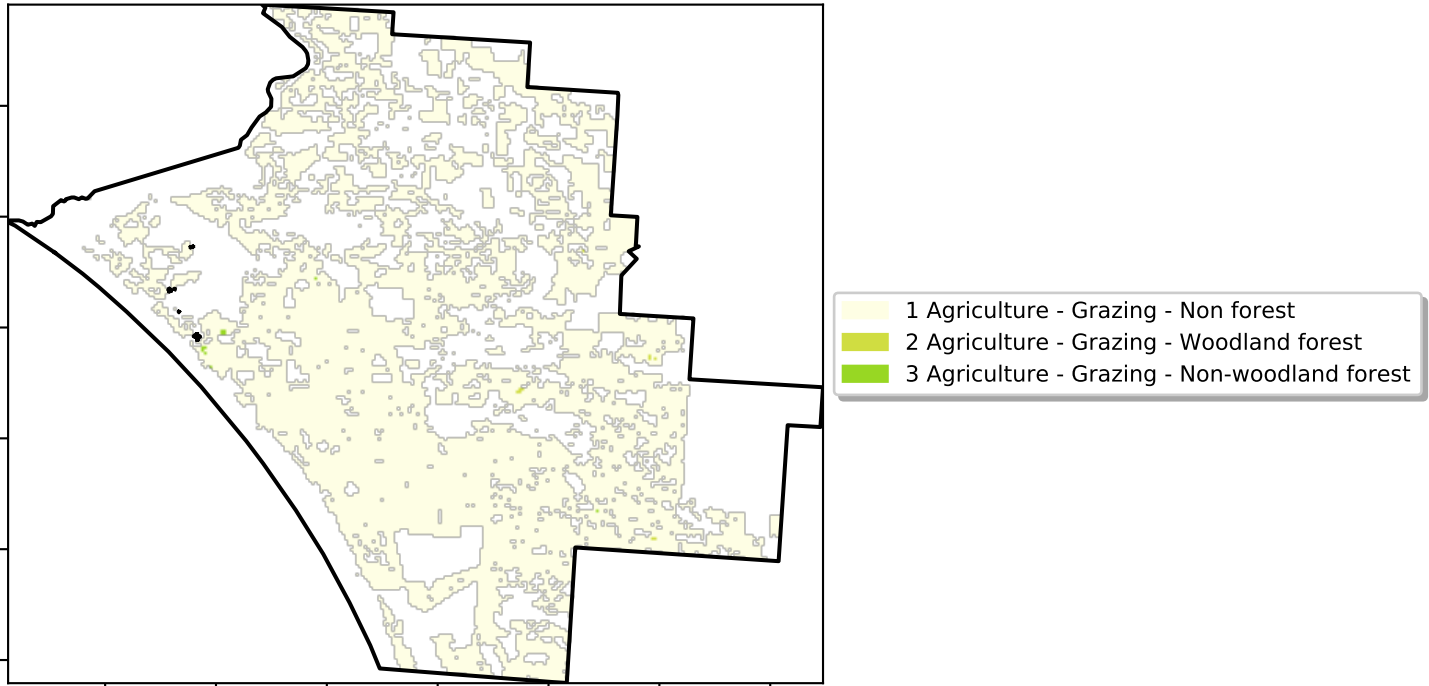 1 Agriculture - Grazing - Non forest
2 Agriculture - Grazing - Woodland forest
3 Agriculture - Grazing - Non-woodland forest